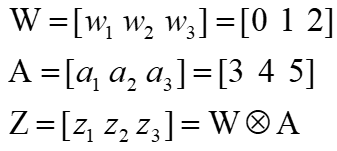 W = [w₁ w₂ w₃] = [0 1 2]
A = [a₁ a₂ a₃] = [3 4 5]
Z = [z₁ z₂ z₃] = W ⊗ A